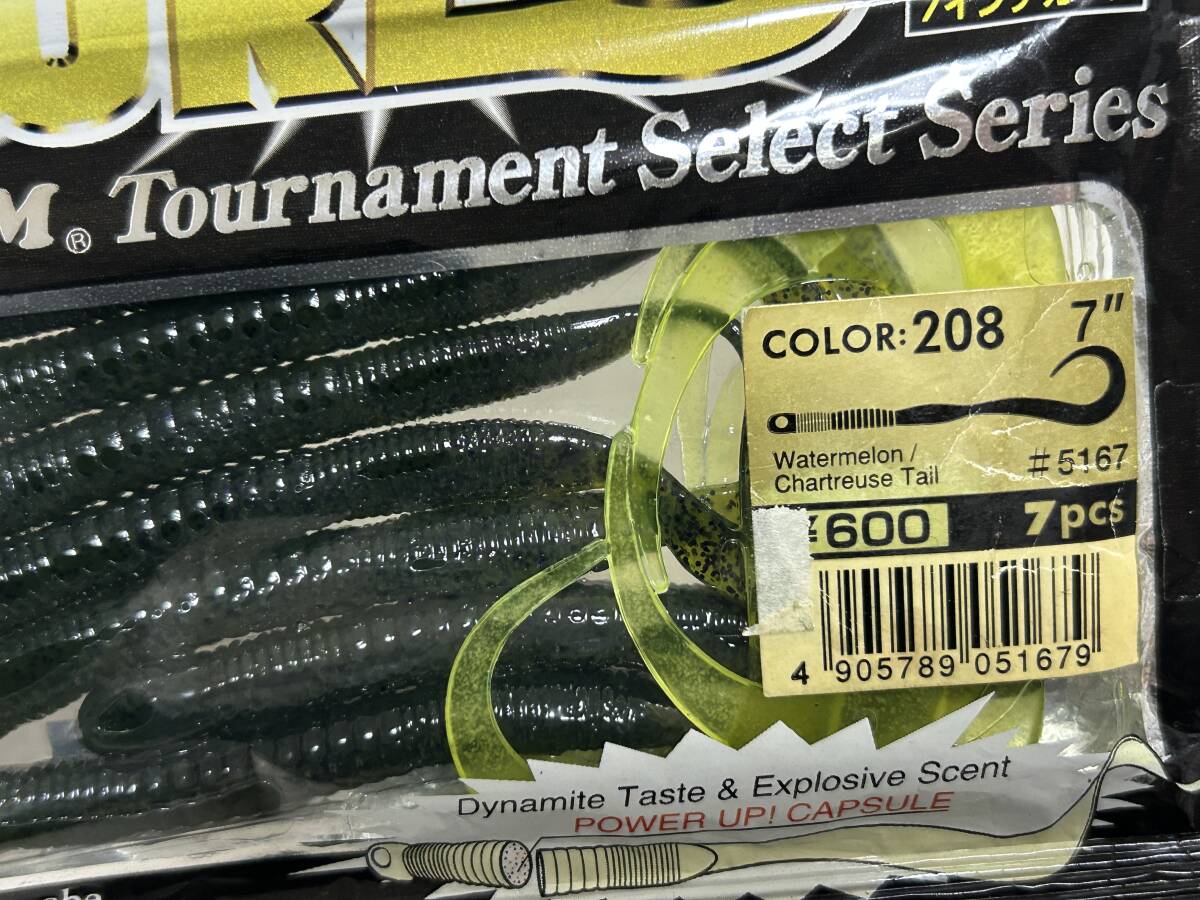 Tournament Select Series
COLOR: 208 7"
Watermelon /
Chartreuse Tail
#5167
¥600 7pcs
4 905789 051679
Dynamite Taste & Explosive Scent
POWER UP! CAPSULE